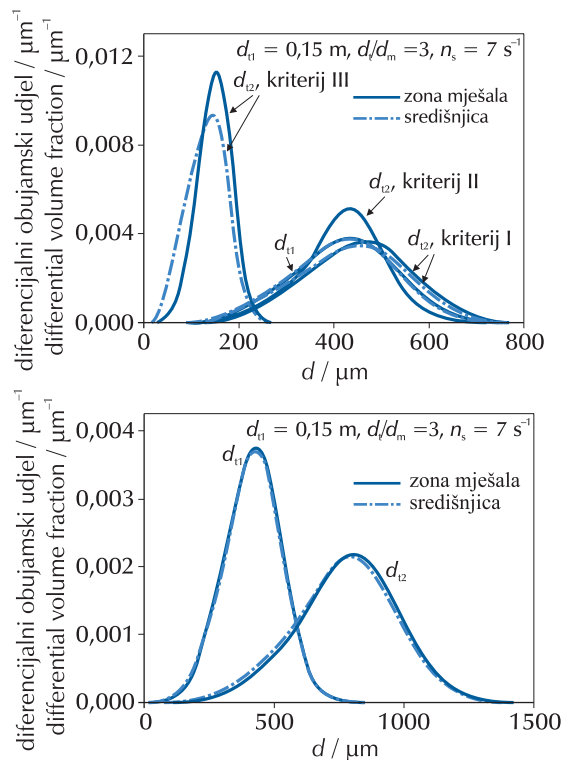 diferencijalni obujamski udjel / µm⁻¹
differential volume fraction / µm⁻¹
0,012
0,008
0,004
0,000
d_t1 = 0,15 m, d_t/d_m =3, n_s = 7 s⁻¹
d_t2, kriterij III
zona mješala
središnjica
d_t2, kriterij II
d_t1
d_t2, kriterij I
0
200
400
600
800
d / µm
diferencijalni obujamski udjel / µm⁻¹
differential volume fraction / µm⁻¹
0,004
0,003
0,002
0,001
0,000
d_t1 = 0,15 m, d_t/d_m =3, n_s = 7 s⁻¹
d_t1
zona mješala
središnjica
d_t2
0
500
1000
1500
d / µm